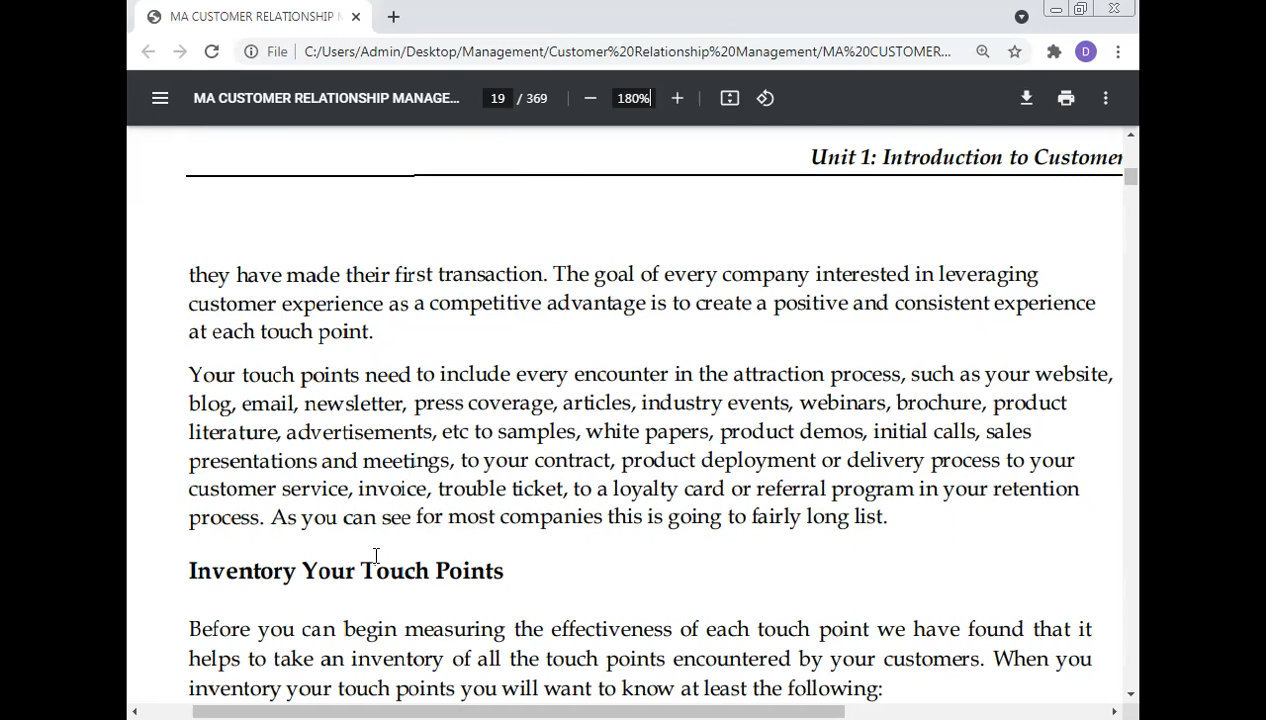 MA CUSTOMER RELATIONSHIP M
File C:/Users/Admin/Desktop/Management/Customer%20Relationship%20Management/MA%20CUSTOMER... D
MA CUSTOMER RELATIONSHIP MANAGE... 19 / 369 180%
Unit 1: Introduction to Customer
they have made their first transaction. The goal of every company interested in leveraging
customer experience as a competitive advantage is to create a positive and consistent experience
at each touch point.
Your touch points need to include every encounter in the attraction process, such as your website,
blog, email, newsletter, press coverage, articles, industry events, webinars, brochure, product
literature, advertisements, etc to samples, white papers, product demos, initial calls, sales
presentations and meetings, to your contract, product deployment or delivery process to your
customer service, invoice, trouble ticket, to a loyalty card or referral program in your retention
process. As you can see for most companies this is going to fairly long list.
Inventory Your Touch Points
Before you can begin measuring the effectiveness of each touch point we have found that it
helps to take an inventory of all the touch points encountered by your customers. When you
inventory your touch points you will want to know at least the following: